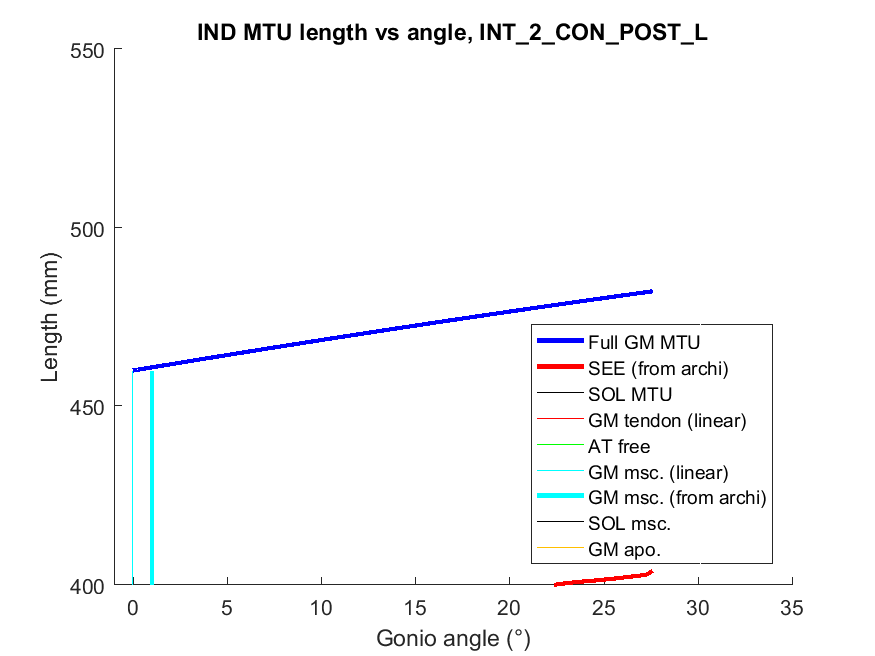 IND MTU length vs angle, INT_2_CON_POST_L
550
500
450
400
Length (mm)
Full GM MTU
SEE (from archi)
SOL MTU
GM tendon (linear)
AT free
GM msc. (linear)
GM msc. (from archi)
SOL msc.
GM apo.
0 5 10 15 20 25 30 35
Gonio angle (°)